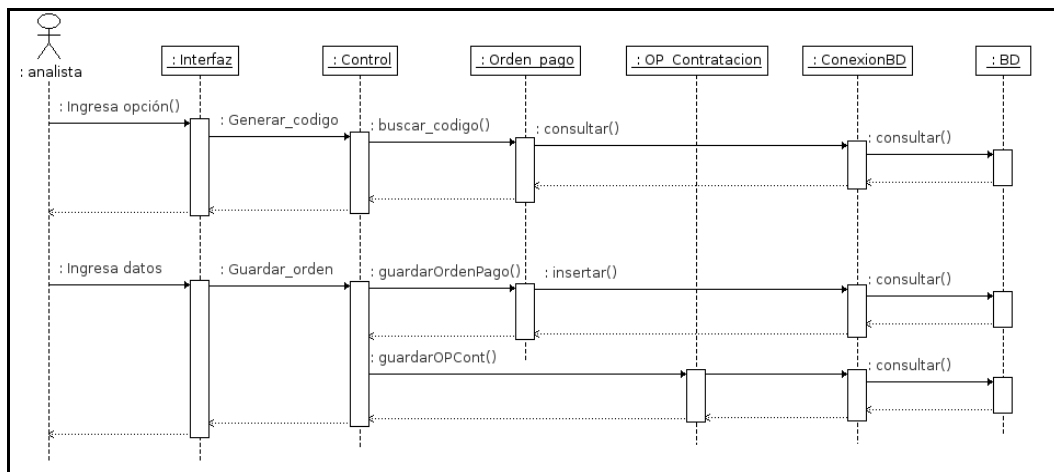 : analista
: Interfaz
: Control
: Orden_pago
: OP_Contratacion
: ConexionBD
: BD
: Ingresa opción()
: Generar_codigo
: buscar_codigo()
: consultar()
: consultar()
: Ingresa datos
: Guardar_orden
: guardarOrdenPago()
: insertar()
: consultar()
: guardarOPCont()
: consultar()